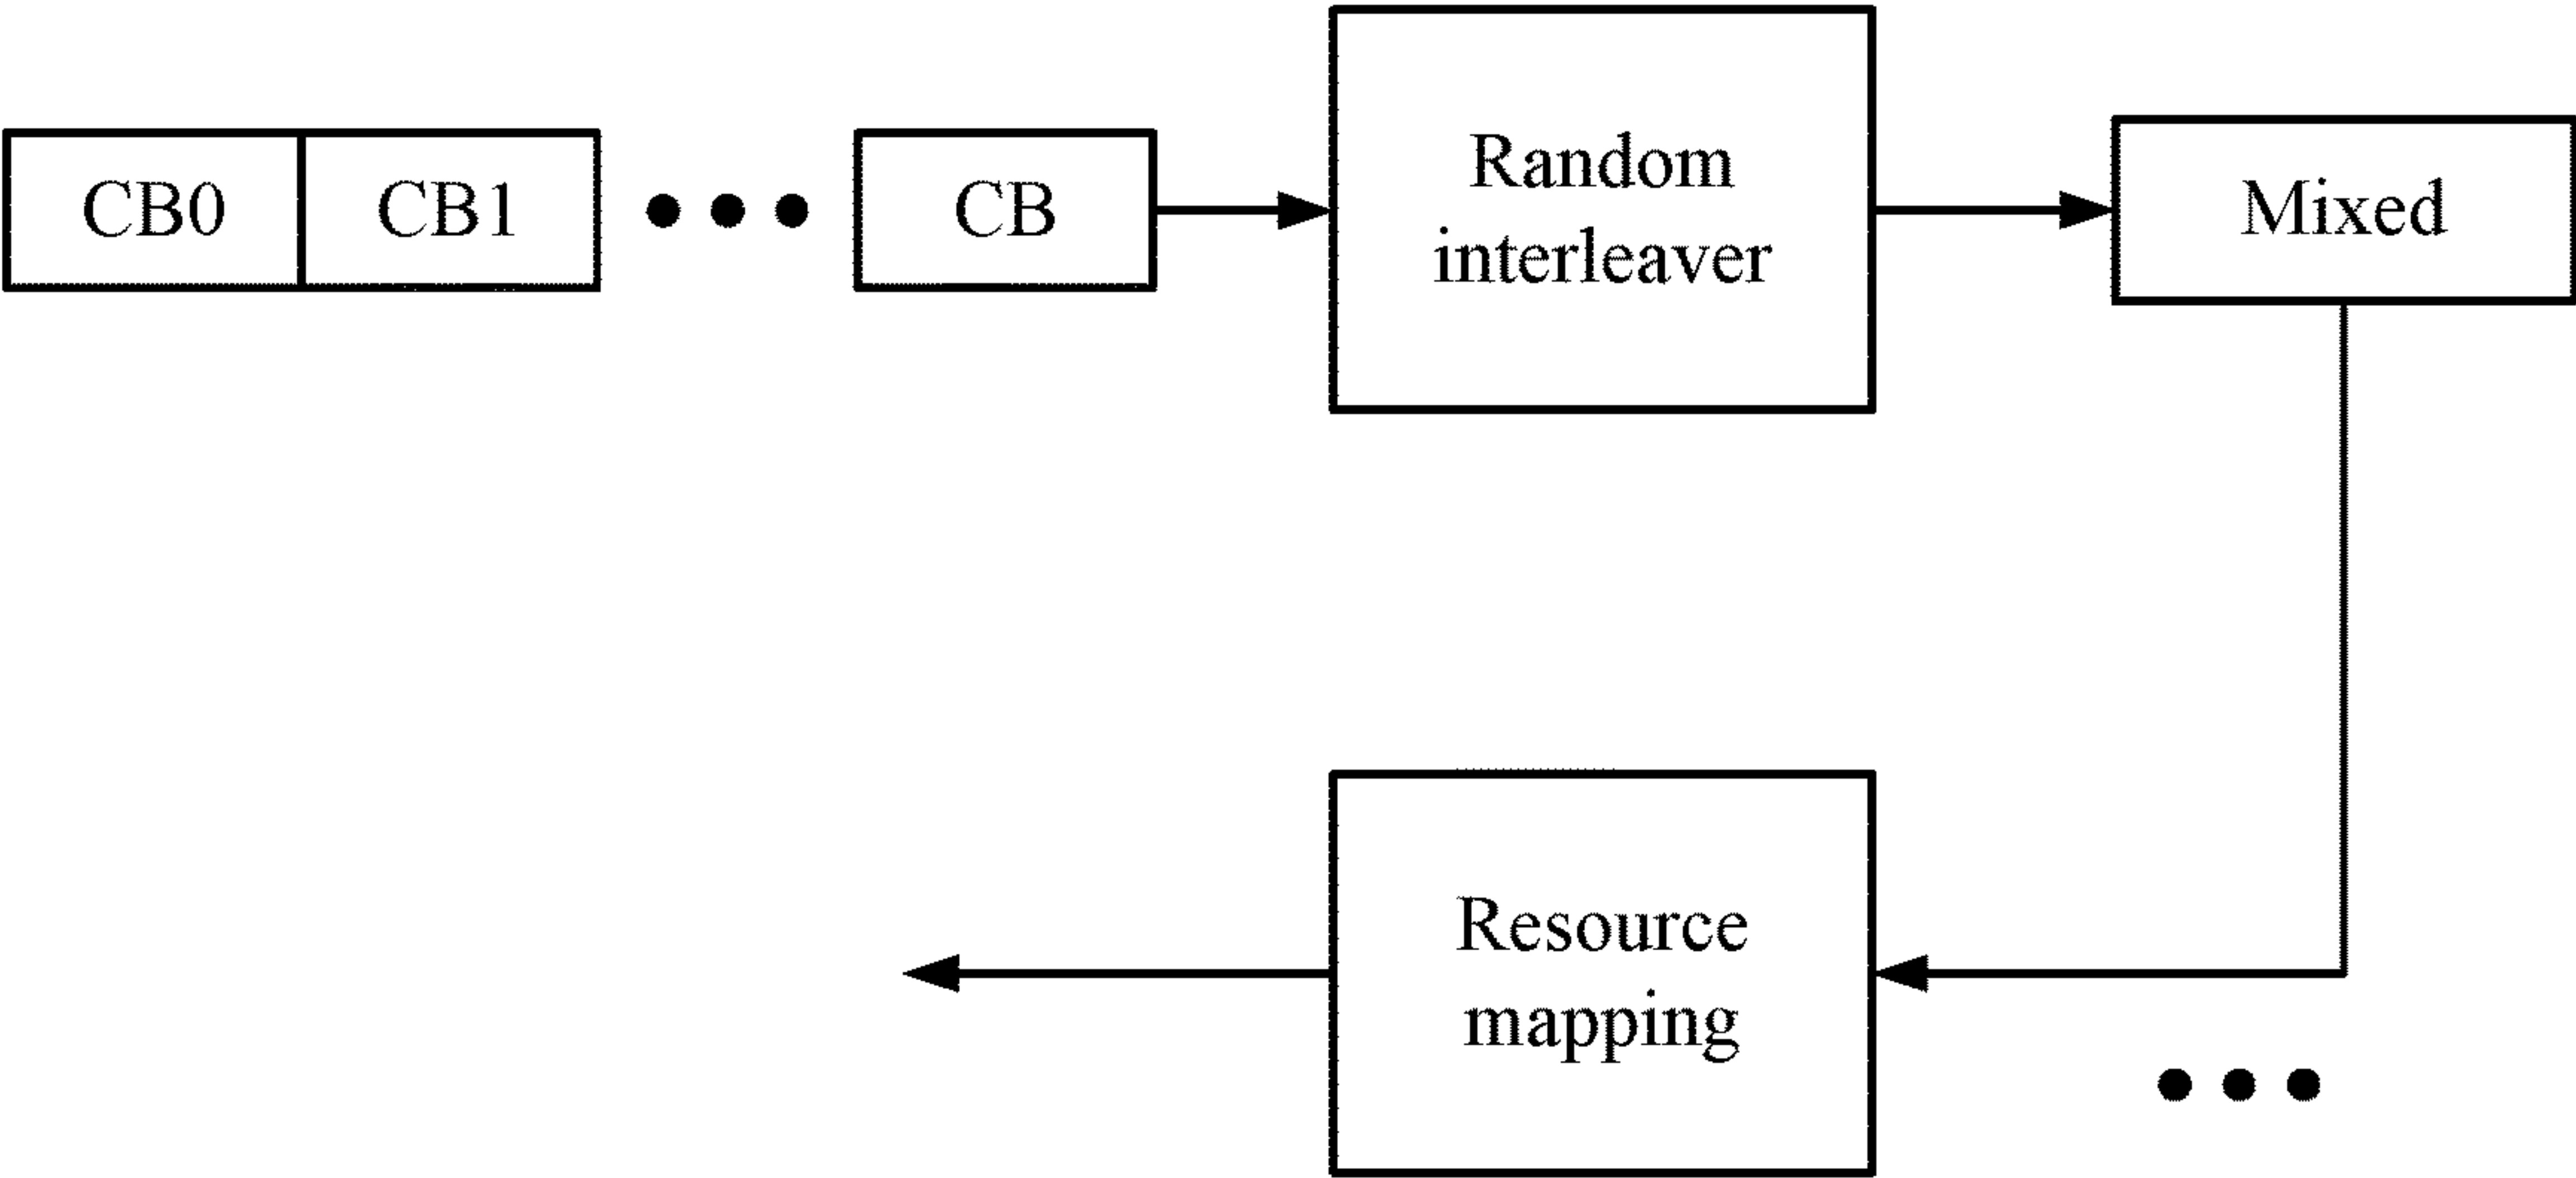 CB0 CB1 ••• CB
Random
interleaver
Mixed
Resource
mapping
•••